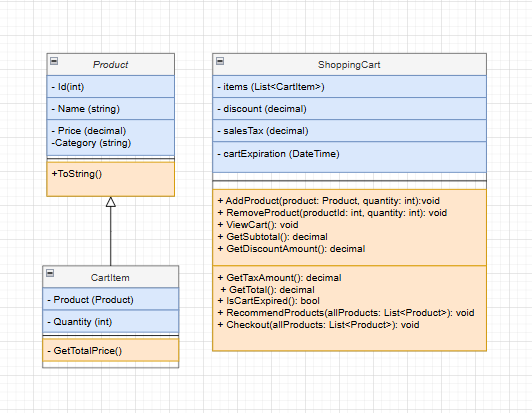 Product
- Id(int)
- Name (string)
- Price (decimal)
-Category (string)
+ToString()
CartItem
- Product (Product)
- Quantity (int)
- GetTotalPrice()
ShoppingCart
- items (List<CartItem>)
- discount (decimal)
- salesTax (decimal)
- cartExpiration (DateTime)
+ AddProduct(product: Product, quantity: int):void
+ RemoveProduct(productId: int, quantity: int): void
+ ViewCart(): void
+ GetSubtotal(): decimal
+ GetDiscountAmount(): decimal
+ GetTaxAmount(): decimal
+ GetTotal(): decimal
+ IsCartExpired(): bool
+ RecommendProducts(allProducts: List<Product>): void
+ Checkout(allProducts: List<Product>): void